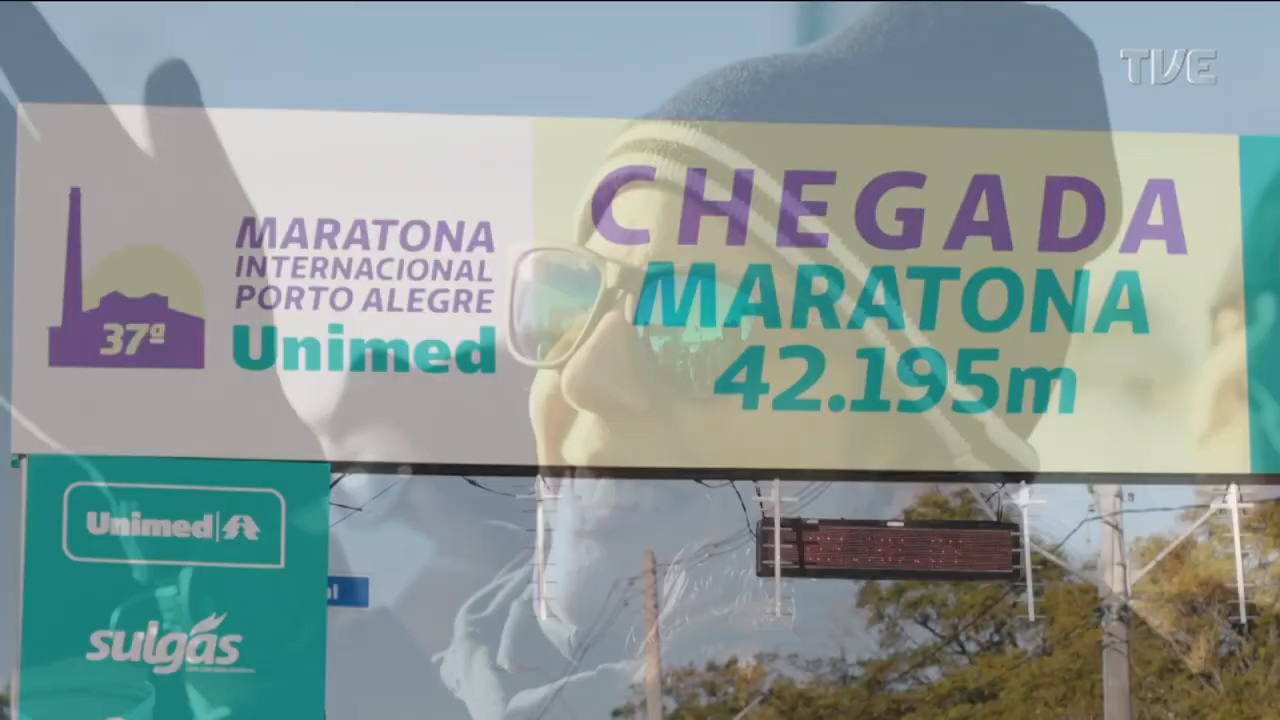 TVE
CHEGADA
MARATONA
42.195m
MARATONA
INTERNACIONAL
PORTO ALEGRE
Unimed
37ª
Unimed
sulgás